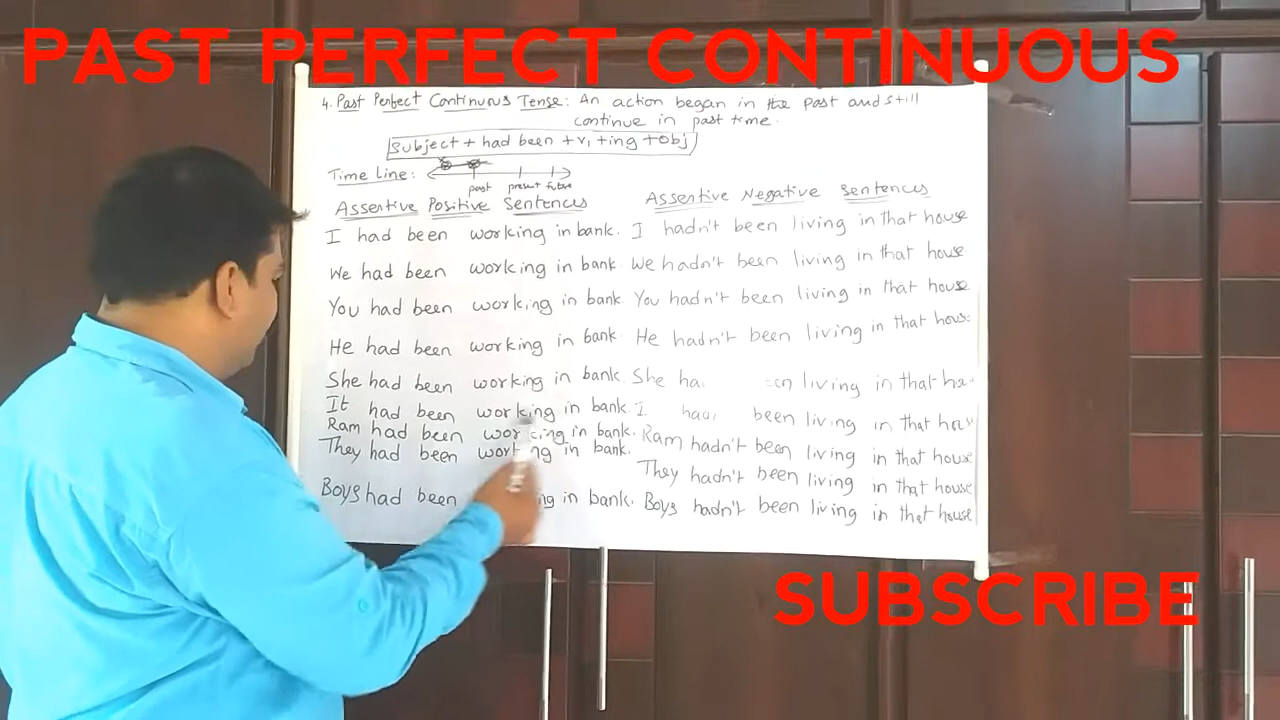 PAST PERFECT CONTINUOUS
4. Past Perfect Continuous Tense: An action began in the past and still
continue in past time.
Subject + had been + v1 + ing + obj
Time Line:
past present future
Assertive Positive Sentences
I had been working in bank.
We had been working in bank.
You had been working in bank.
He had been working in bank.
She had been working in bank.
It had been working in bank.
Ram had been working in bank.
They had been working in bank.
Boys had been in bank.
Assertive Negative Sentences
I hadn't been living in that house
We hadn't been living in that house
You hadn't been living in that house
He hadn't been living in that house
She living in that
been living in that
Ram hadn't been living in that house
They hadn't been living in that house
Boys hadn't been living in that house
SUBSCRIBE